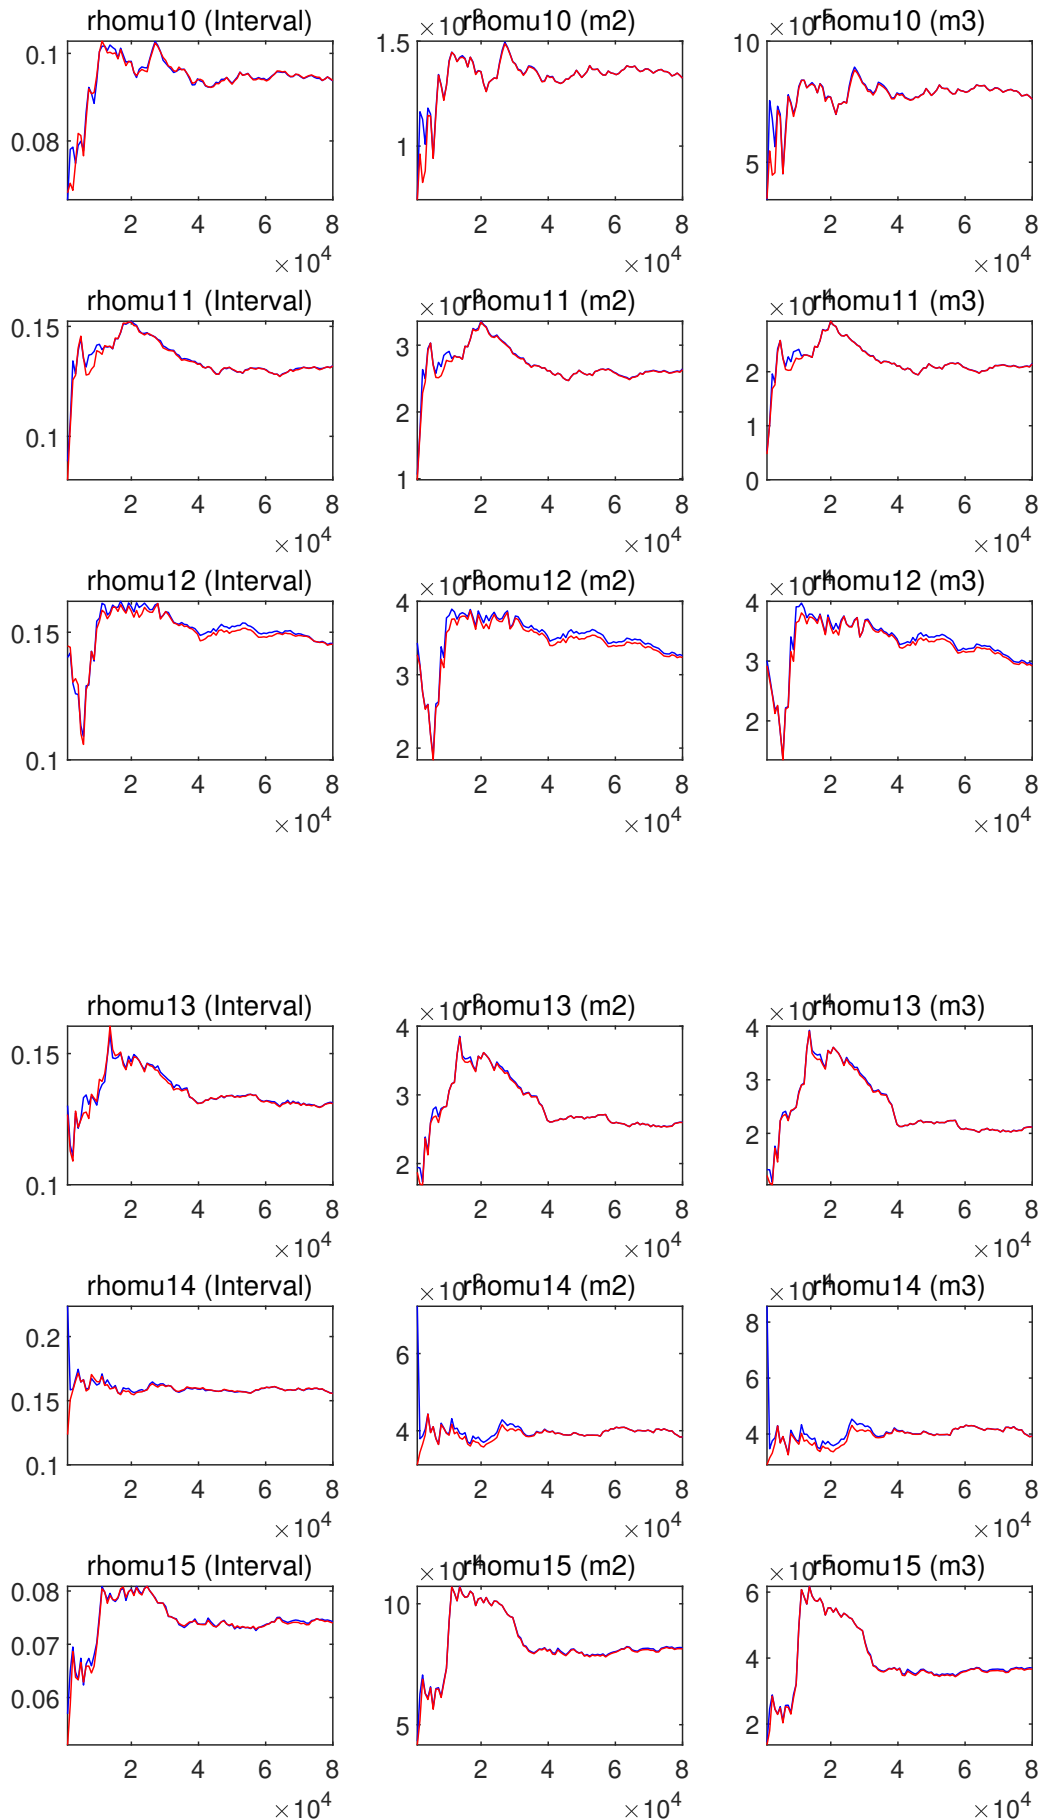 rhomu10 (Interval)
0.1
0.08
2 4 6 8
×10^4
rhomu10 (m2)
1.5
1
2 4 6 8
×10^4
rhomu10 (m3)
10
5
2 4 6 8
×10^4
rhomu11 (Interval)
0.15
0.1
2 4 6 8
×10^4
rhomu11 (m2)
3
2
1
2 4 6 8
×10^4
rhomu11 (m3)
2
1
0
2 4 6 8
×10^4
rhomu12 (Interval)
0.15
0.1
2 4 6 8
×10^4
rhomu12 (m2)
4
3
2
2 4 6 8
×10^4
rhomu12 (m3)
4
3
2
2 4 6 8
×10^4
rhomu13 (Interval)
0.15
0.1
2 4 6 8
×10^4
rhomu13 (m2)
4
3
2
2 4 6 8
×10^4
rhomu13 (m3)
4
3
2
2 4 6 8
×10^4
rhomu14 (Interval)
0.2
0.15
0.1
2 4 6 8
×10^4
rhomu14 (m2)
6
4
2 4 6 8
×10^4
rhomu14 (m3)
8
6
4
2 4 6 8
×10^4
rhomu15 (Interval)
0.08
0.07
0.06
2 4 6 8
×10^4
rhomu15 (m2)
10
5
2 4 6 8
×10^4
rhomu15 (m3)
6
4
2
2 4 6 8
×10^4